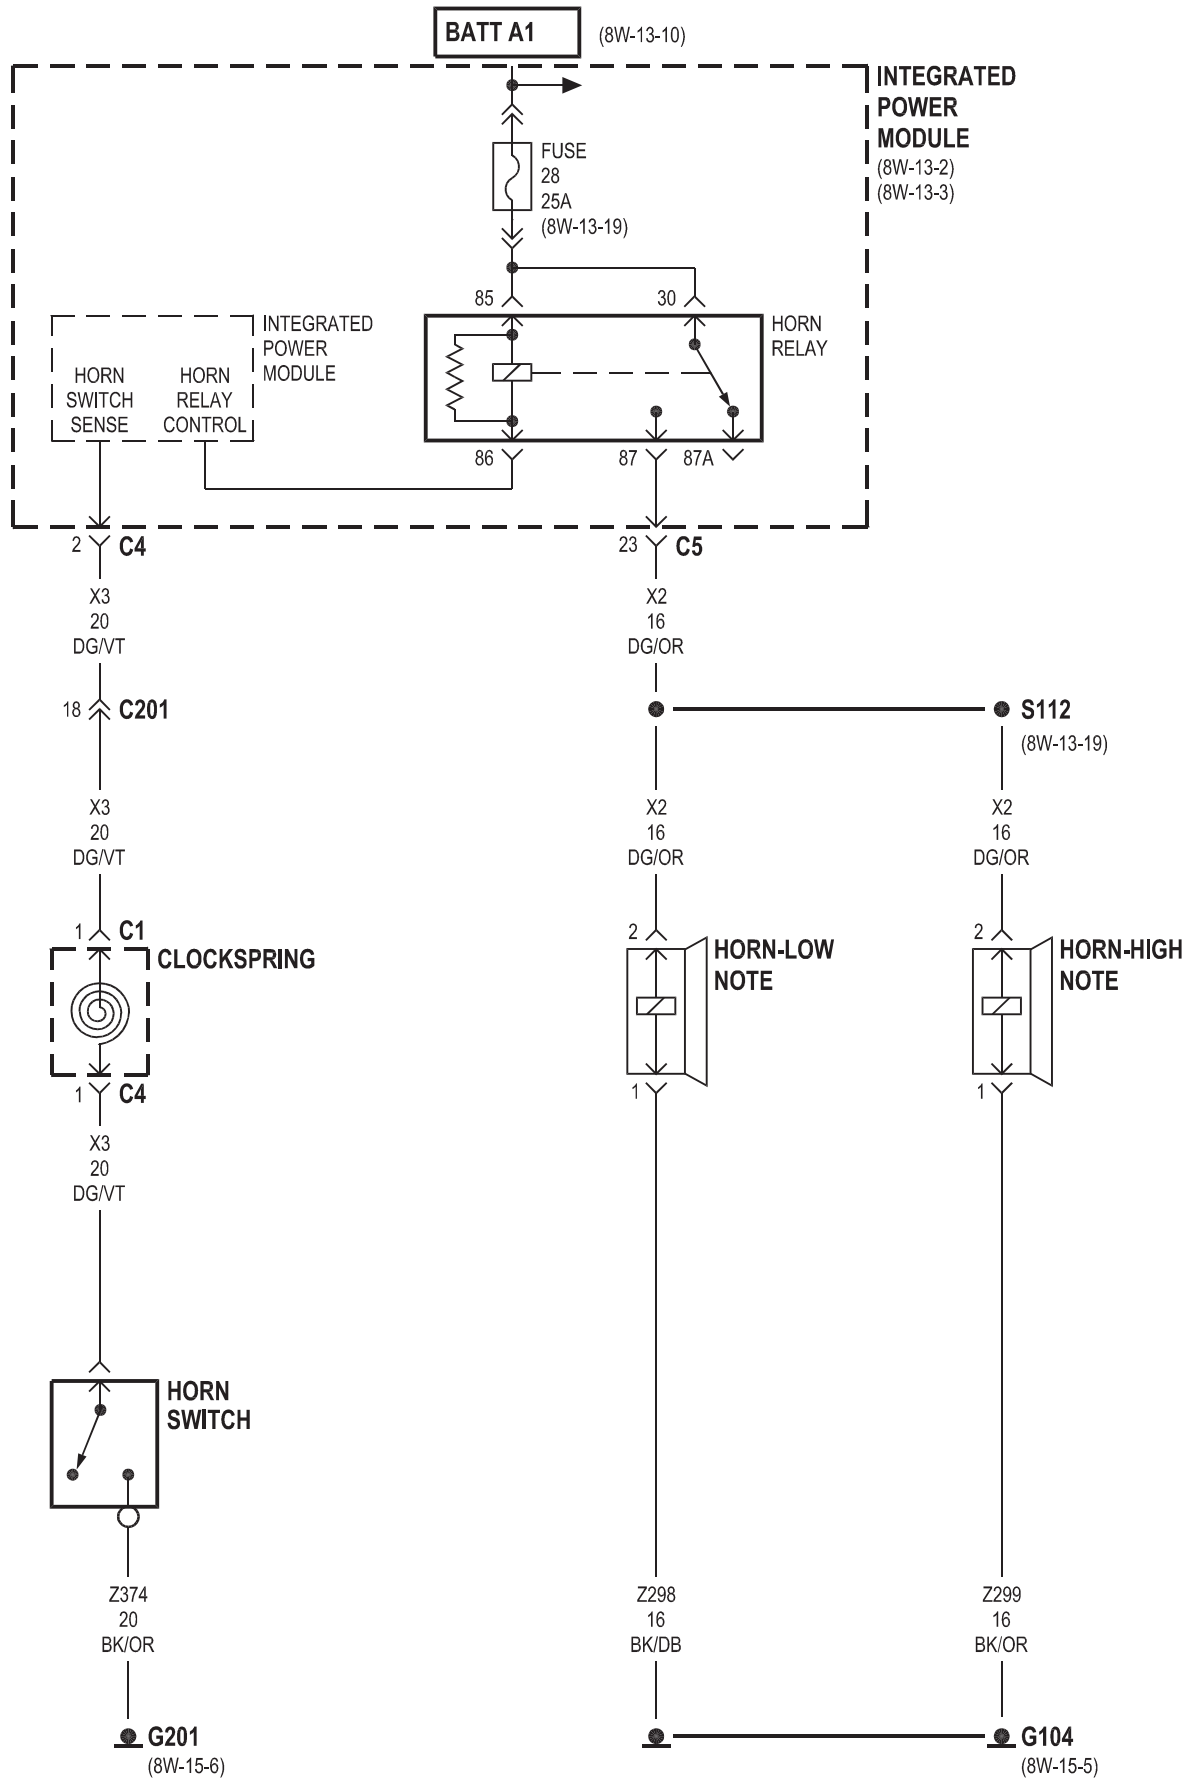 BATT A1
(8W-13-10)
INTEGRATED
POWER
MODULE
(8W-13-2)
(8W-13-3)
FUSE
28
25A
(8W-13-19)
85
30
HORN
RELAY
INTEGRATED
POWER
MODULE
HORN
SWITCH
SENSE
HORN
RELAY
CONTROL
86
87
87A
2
C4
23
C5
X3
20
DG/VT
X2
16
DG/OR
18
C201
S112
(8W-13-19)
X3
20
DG/VT
X2
16
DG/OR
X2
16
DG/OR
1
C1
CLOCKSPRING
2
HORN-LOW
NOTE
2
HORN-HIGH
NOTE
1
C4
1
1
X3
20
DG/VT
HORN
SWITCH
Z374
20
BK/OR
Z298
16
BK/DB
Z299
16
BK/OR
G201
(8W-15-6)
G104
(8W-15-5)